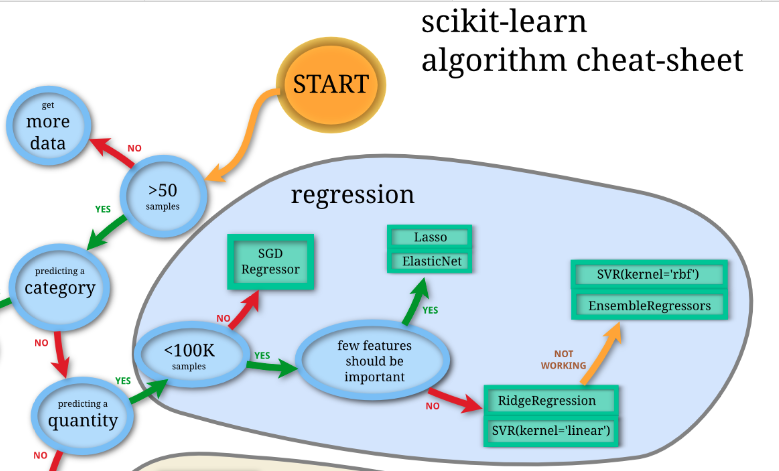 scikit-learn
algorithm cheat-sheet
START
get
more
data
NO
>50
samples
YES
predicting a
category
NO
predicting a
quantity
YES
NO
regression
SGD
Regressor
NO
<100K
samples
YES
Lasso
ElasticNet
YES
few features
should be
important
NO
SVR(kernel='rbf')
EnsembleRegressors
NOT
WORKING
RidgeRegression
SVR(kernel='linear')